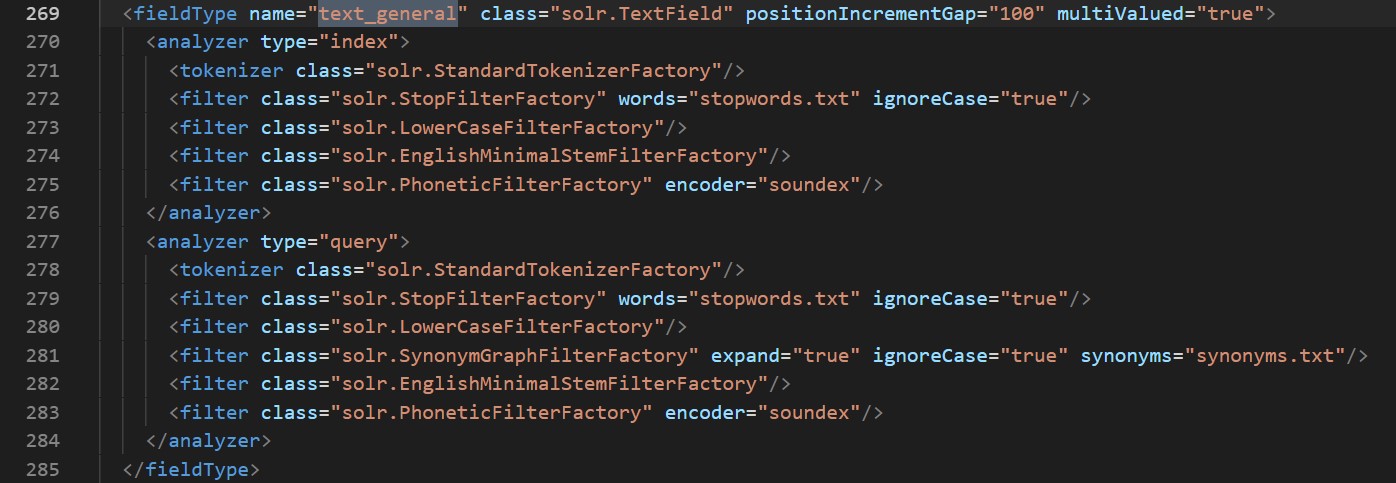 269 <fieldType name="text_general" class="solr.TextField" positionIncrementGap="100" multiValued="true">
270 <analyzer type="index">
271 <tokenizer class="solr.StandardTokenizerFactory"/>
272 <filter class="solr.StopFilterFactory" words="stopwords.txt" ignoreCase="true"/>
273 <filter class="solr.LowerCaseFilterFactory"/>
274 <filter class="solr.EnglishMinimalStemFilterFactory"/>
275 <filter class="solr.PhoneticFilterFactory" encoder="soundex"/>
276 </analyzer>
277 <analyzer type="query">
278 <tokenizer class="solr.StandardTokenizerFactory"/>
279 <filter class="solr.StopFilterFactory" words="stopwords.txt" ignoreCase="true"/>
280 <filter class="solr.LowerCaseFilterFactory"/>
281 <filter class="solr.SynonymGraphFilterFactory" expand="true" ignoreCase="true" synonyms="synonyms.txt"/>
282 <filter class="solr.EnglishMinimalStemFilterFactory"/>
283 <filter class="solr.PhoneticFilterFactory" encoder="soundex"/>
284 </analyzer>
285 </fieldType>